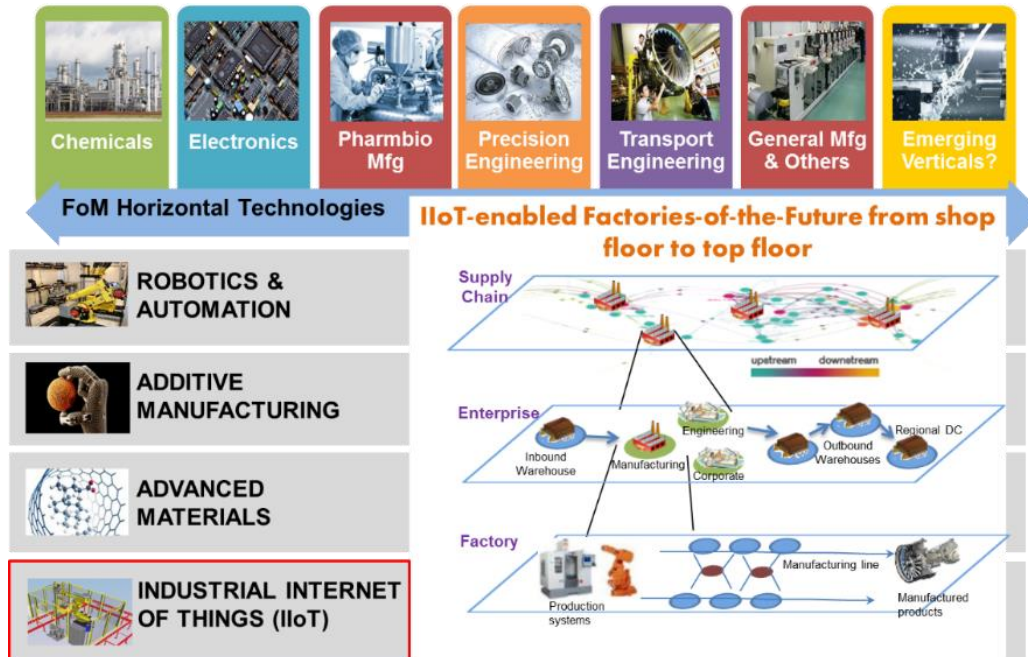 Chemicals
Electronics
Pharmbio
Mfg
Precision
Engineering
Transport
Engineering
General Mfg
& Others
Emerging
Verticals?
FoM Horizontal Technologies
IIoT-enabled Factories-of-the-Future from shop
floor to top floor
ROBOTICS &
AUTOMATION
ADDITIVE
MANUFACTURING
ADVANCED
MATERIALS
INDUSTRIAL INTERNET
OF THINGS (IIoT)
Supply
Chain
upstream downstream
Enterprise
Inbound
Warehouse
Manufacturing
Engineering
Corporate
Outbound
Warehouses
Regional DC
Factory
Production
systems
Manufacturing line
Manufactured
products